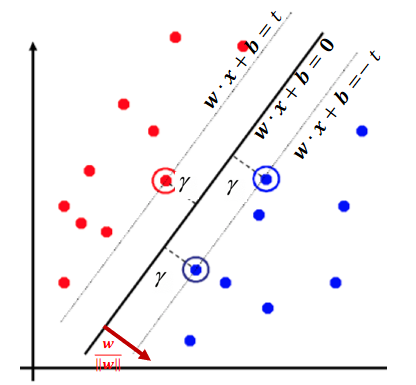 w · x + b = t
w · x + b = 0
w · x + b = - t
γ
γ
γ
w
||w||